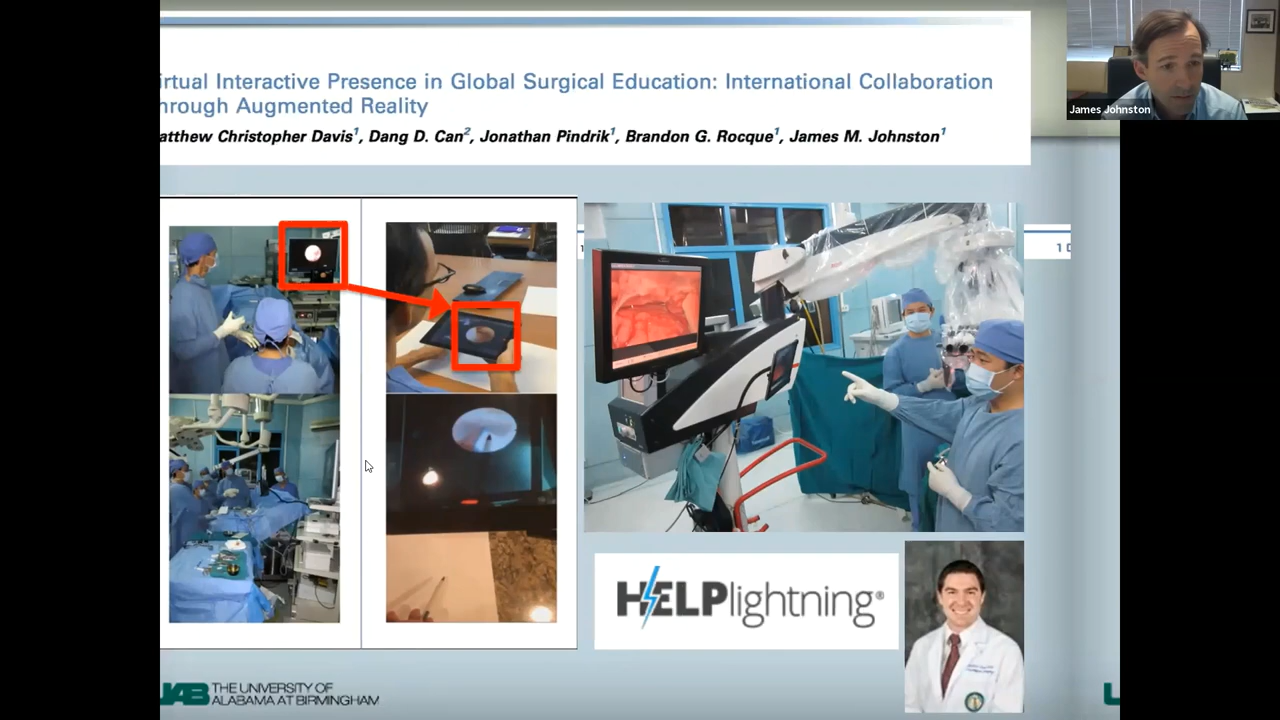 irtual Interactive Presence in Global Surgical Education: International Collaboration
hrough Augmented Reality
atthew Christopher Davis¹, Dang D. Can², Jonathan Pindrik¹, Brandon G. Rocque¹, James M. Johnston¹
James Johnston
HELPlightning®
UAB THE UNIVERSITY OF
ALABAMA AT BIRMINGHAM